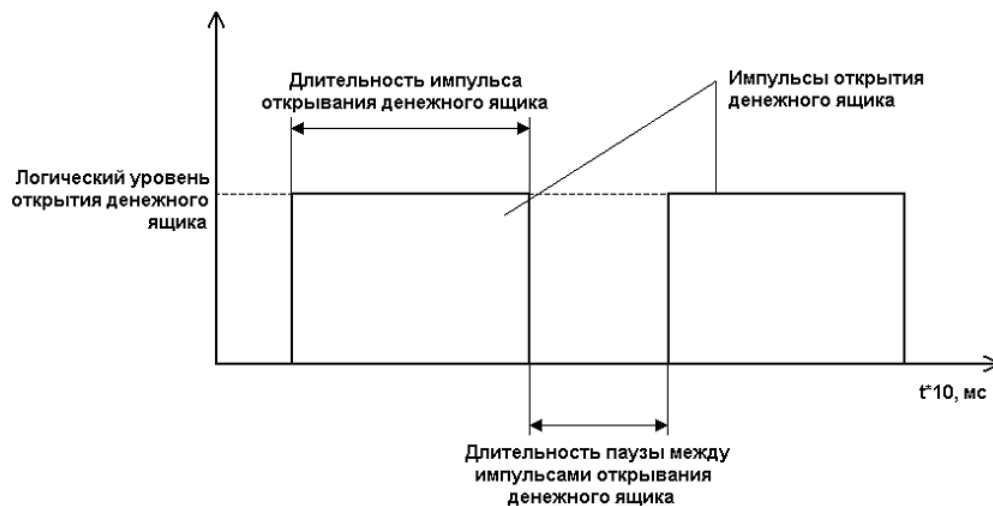 Длительность импульса
открывания денежного ящика
Импульсы открытия
денежного ящика
Логический уровень
открытия денежного
ящика
t*10, мс
Длительность паузы между
импульсами открывания
денежного ящика